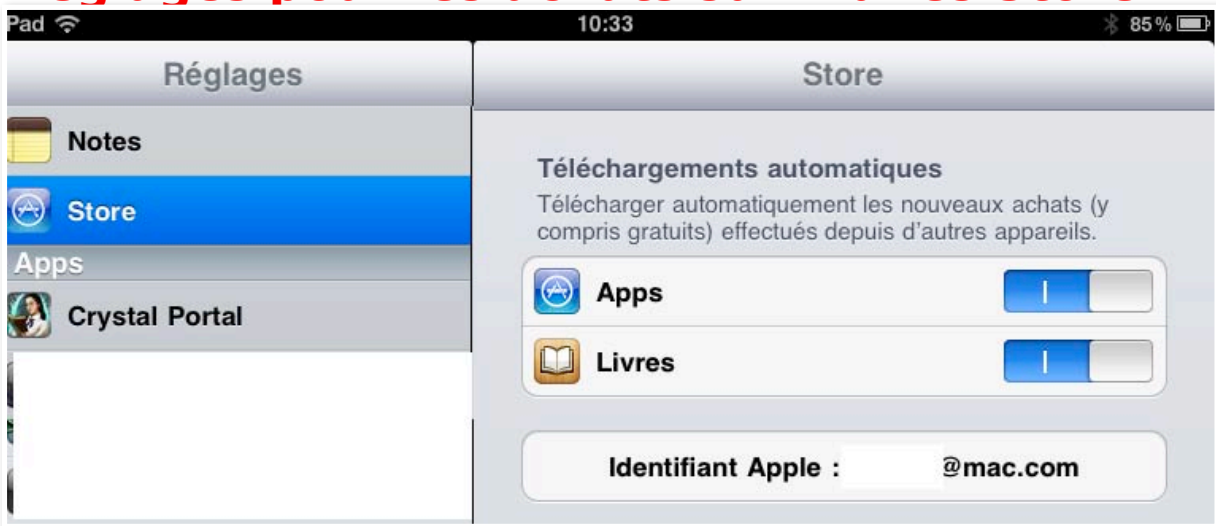 Pad 10:33 85 %
Réglages
Store
Notes
Store
Apps
Crystal Portal
Téléchargements automatiques
Télécharger automatiquement les nouveaux achats (y
compris gratuits) effectués depuis d'autres appareils.
Apps
Livres
Identifiant Apple : @mac.com